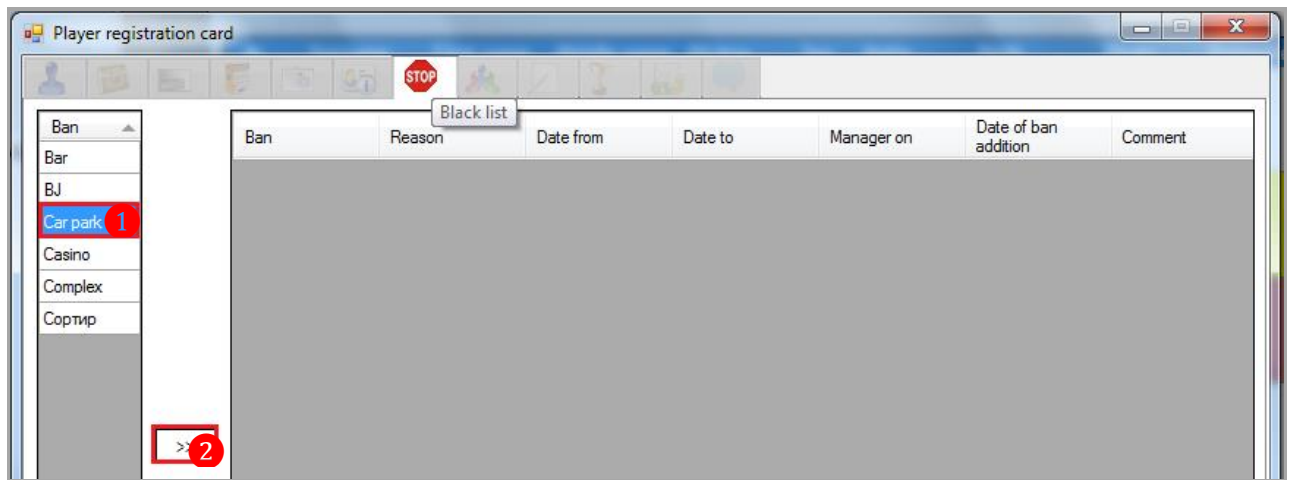 Player registration card
STOP
Black list
Ban
Bar
BJ
Car park 1
Casino
Complex
Сортир
>> 2
Ban Reason Date from Date to Manager on Date of ban addition Comment